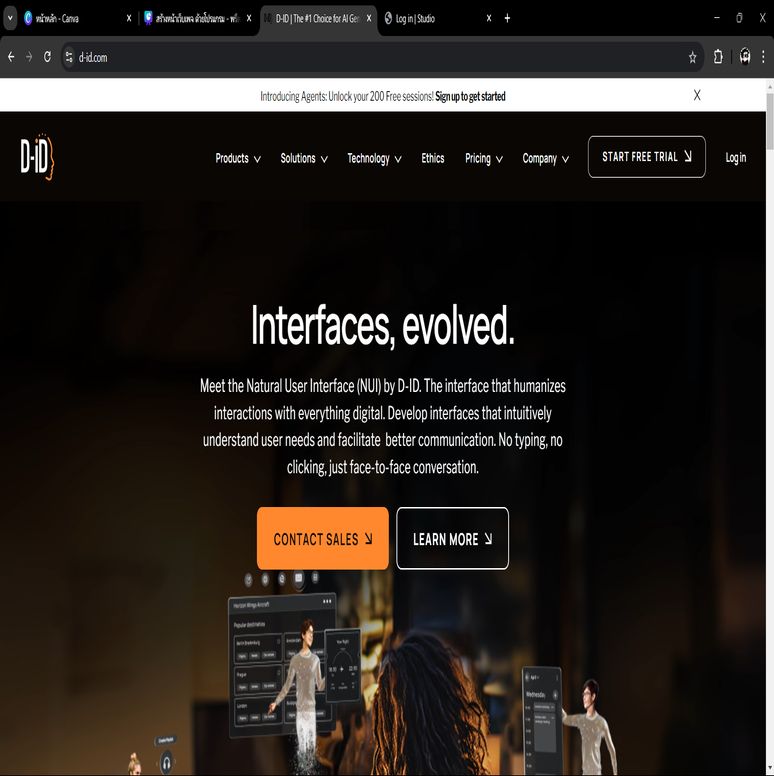 หน้าหลัก - Canva
สร้างหน้าเว็บเพจ ด้วยโปรแกรม - พรี
D-ID | The #1 Choice for AI Gen
Log in | Studio
d-id.com
Introducing Agents: Unlock your 200 Free sessions! Sign up to get started
X
D-iD
Products
Solutions
Technology
Ethics
Pricing
Company
START FREE TRIAL
Log in
Interfaces, evolved.
Meet the Natural User Interface (NUI) by D-ID. The interface that humanizes
interactions with everything digital. Develop interfaces that intuitively
understand user needs and facilitate better communication. No typing, no
clicking, just face-to-face conversation.
CONTACT SALES
LEARN MORE
Horizon Wings Aircraft
Popular destinations
Berlin Bradenburg
Prague
London
Your flight
April
Wednesday